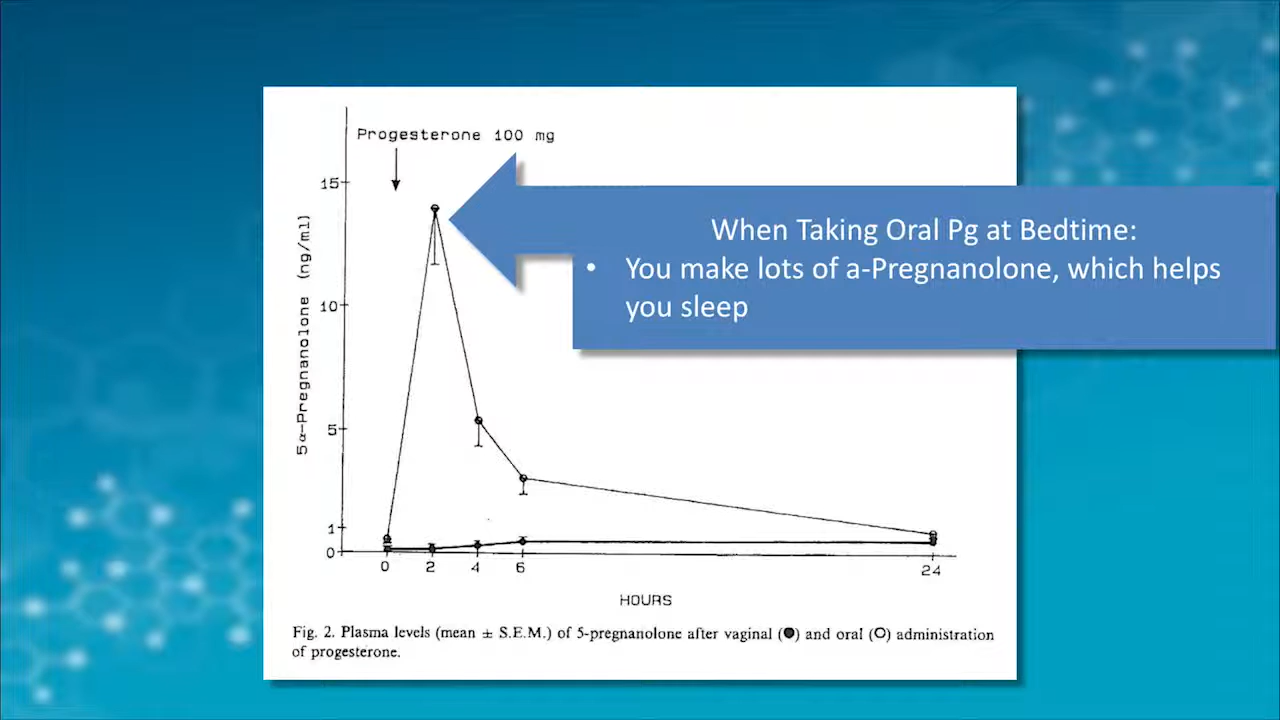 Progesterone 100 mg
15
10
5
1
0
5α-Pregnanolone (ng/ml)
When Taking Oral Pg at Bedtime:
• You make lots of a-Pregnanolone, which helps
you sleep
0 2 4 6 24
HOURS
Fig. 2. Plasma levels (mean ± S.E.M.) of 5-pregnanolone after vaginal (●) and oral (○) administration
of progesterone.